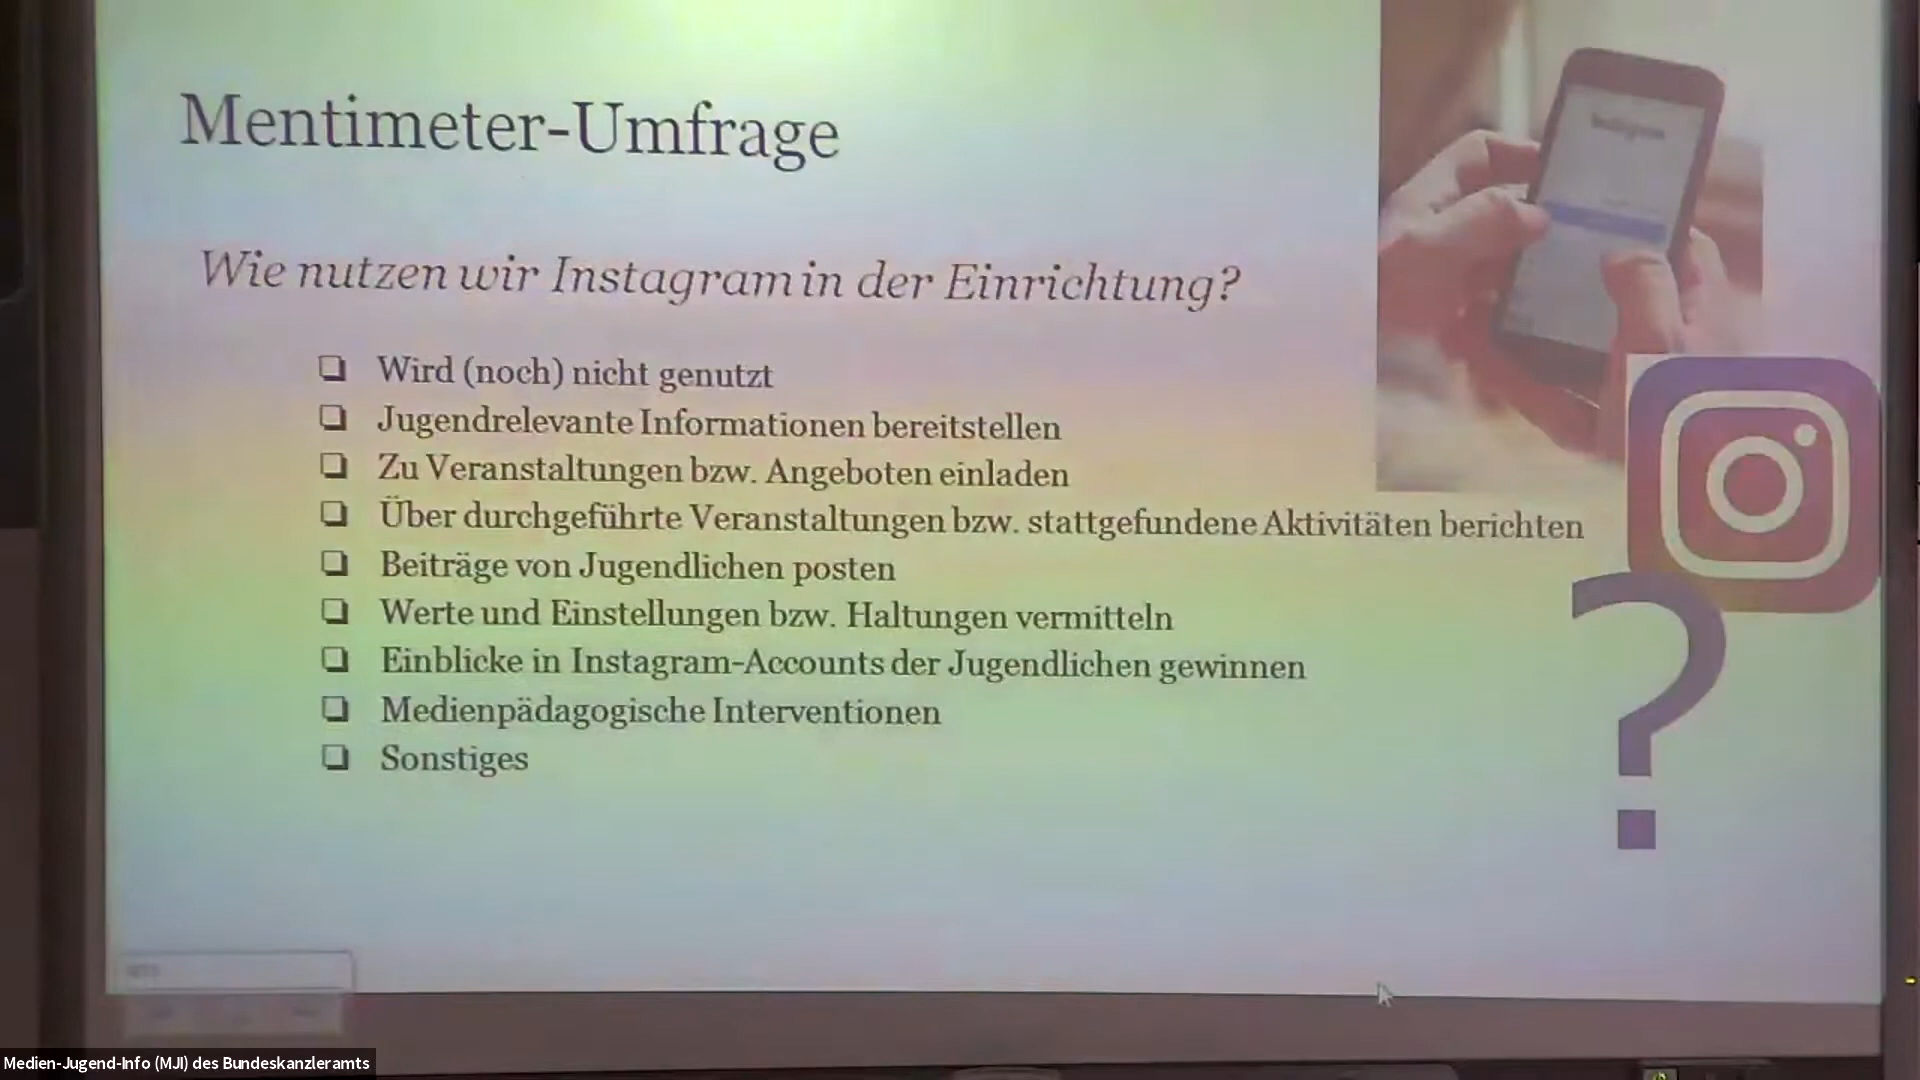 Mentimeter-Umfrage
Wie nutzen wir Instagram in der Einrichtung?
Wird (noch) nicht genutzt
Jugendrelevante Informationen bereitstellen
Zu Veranstaltungen bzw. Angeboten einladen
Über durchgeführte Veranstaltungen bzw. stattgefundene Aktivitäten berichten
Beiträge von Jugendlichen posten
Werte und Einstellungen bzw. Haltungen vermitteln
Einblicke in Instagram-Accounts der Jugendlichen gewinnen
Medienpädagogische Interventionen
Sonstiges
?
Medien-Jugend-Info (MJI) des Bundeskanzleramts